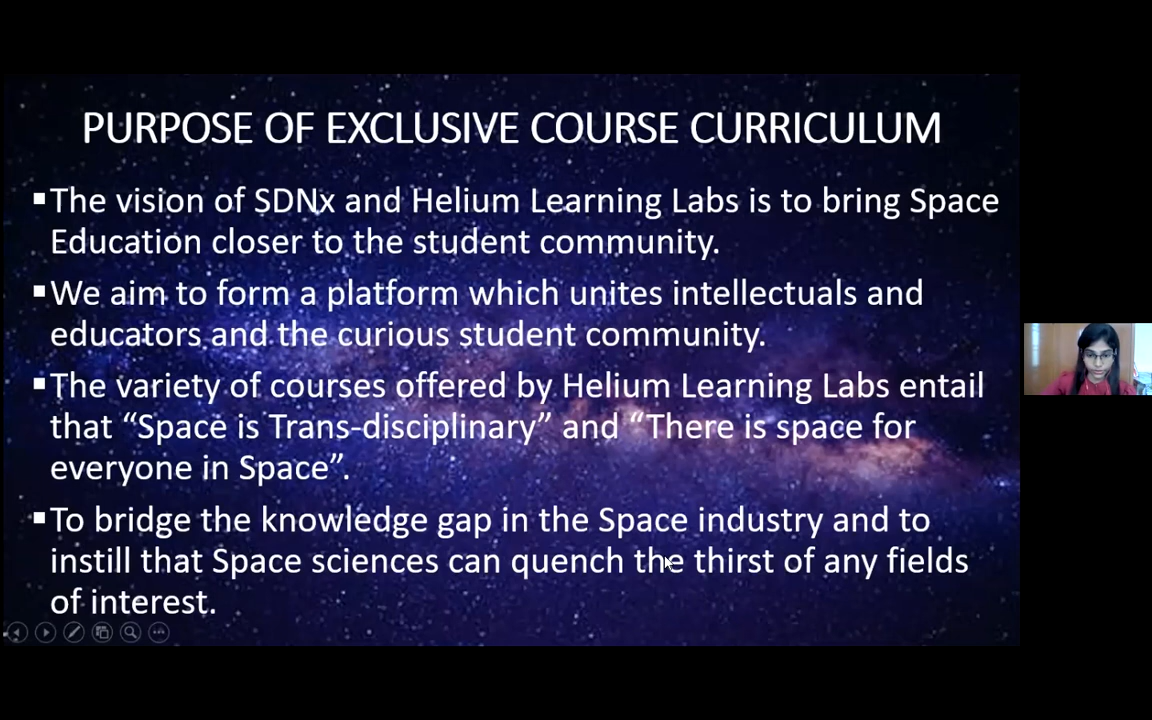 PURPOSE OF EXCLUSIVE COURSE CURRICULUM
▪The vision of SDNx and Helium Learning Labs is to bring Space
Education closer to the student community.
▪We aim to form a platform which unites intellectuals and
educators and the curious student community.
▪The variety of courses offered by Helium Learning Labs entail
that “Space is Trans-disciplinary” and “There is space for
everyone in Space”.
▪To bridge the knowledge gap in the Space industry and to
instill that Space sciences can quench the thirst of any fields
of interest.